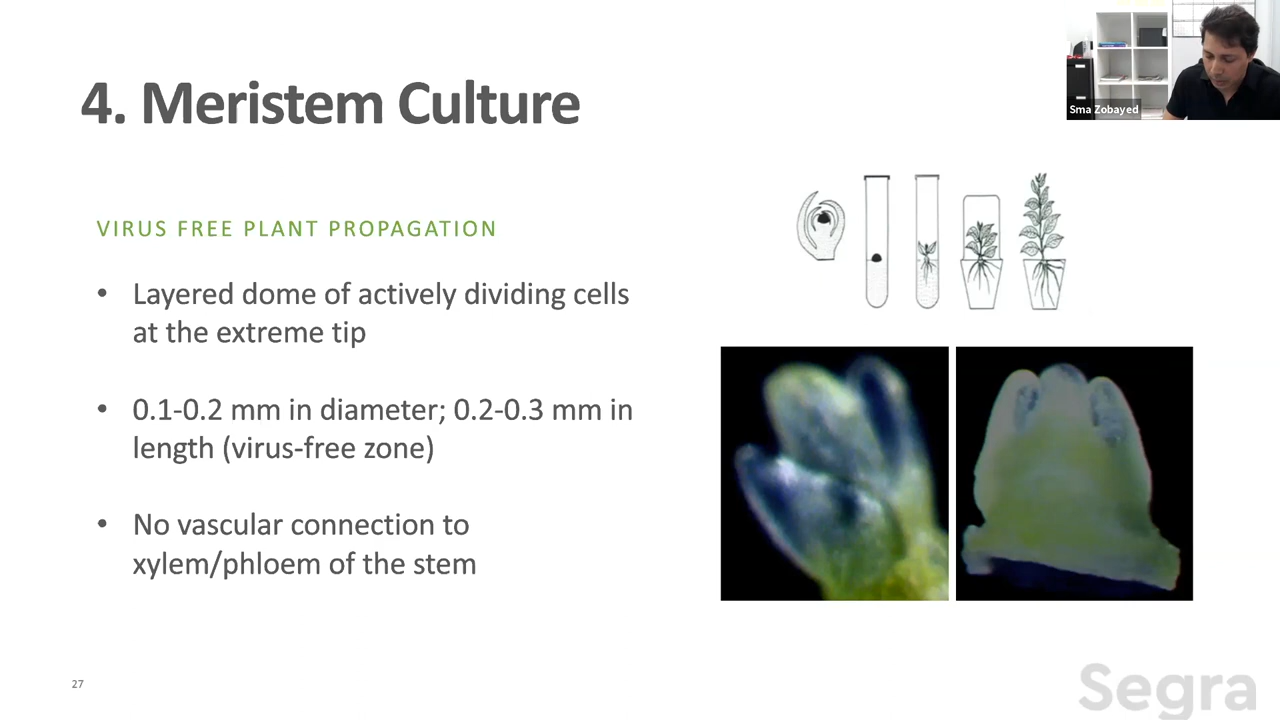 4. Meristem Culture
Sma Zobayed
VIRUS FREE PLANT PROPAGATION
• Layered dome of actively dividing cells
at the extreme tip
• 0.1-0.2 mm in diameter; 0.2-0.3 mm in
length (virus-free zone)
• No vascular connection to
xylem/phloem of the stem
27
Segra